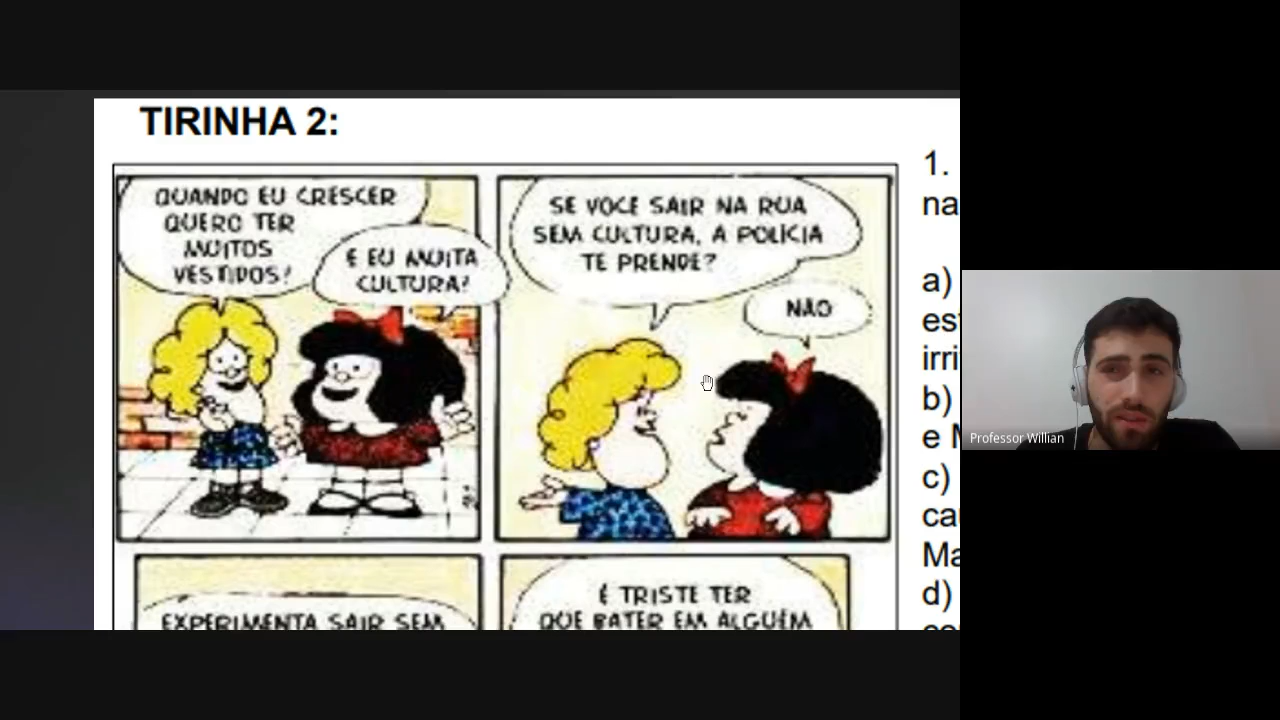 TIRINHA 2:
QUANDO EU CRESCER
QUERO TER
MUITOS
VESTIDOS!
E EU MUITA
CULTURA!
SE VOCE SAIR NA RUA
SEM CULTURA, A POLÍCIA
TE PRENDE?
NÃO
EXPERIMENTA SAIR SEM
É TRISTE TER
QUE BATER EM ALGUÉM
1.
na
a)
est
irri
b)
e M
c)
ca
Ma
d)
Professor Willian